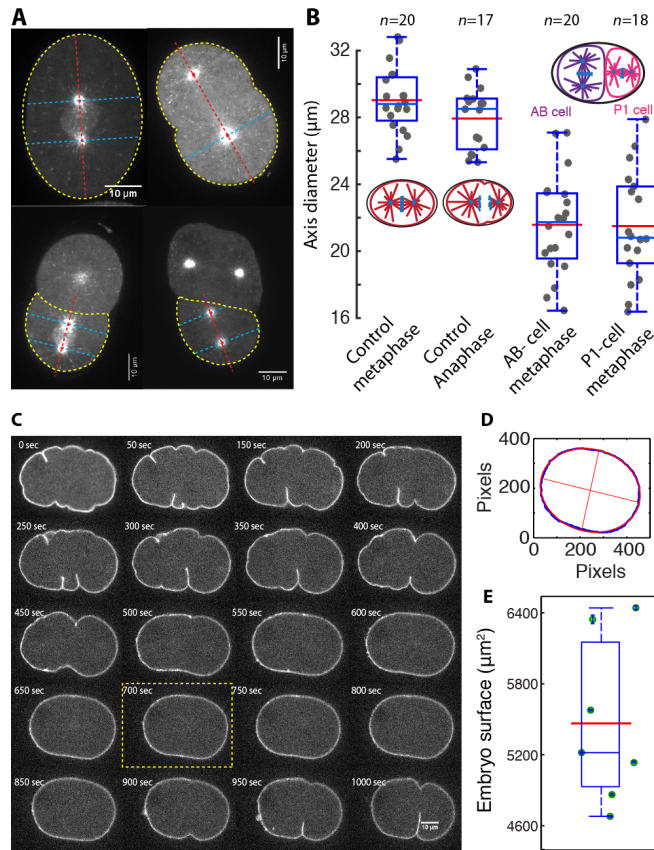 A
10 µm
10 µm
10 µm
10 µm
B
n=20
n=17
n=20
n=18
Axis diameter (µm)
32
28
24
20
16
AB cell
P1 cell
Control
metaphase
Control
Anaphase
AB- cell
metaphase
P1-cell
metaphase
C
0 sec
50 sec
150 sec
200 sec
250 sec
300 sec
350 sec
400 sec
450 sec
500 sec
550 sec
600 sec
650 sec
700 sec
750 sec
800 sec
850 sec
900 sec
950 sec
1000 sec
10 µm
D
400
200
0
Pixels
0
200
400
Pixels
E
6400
5800
5200
4600
Embryo surface (µm²)